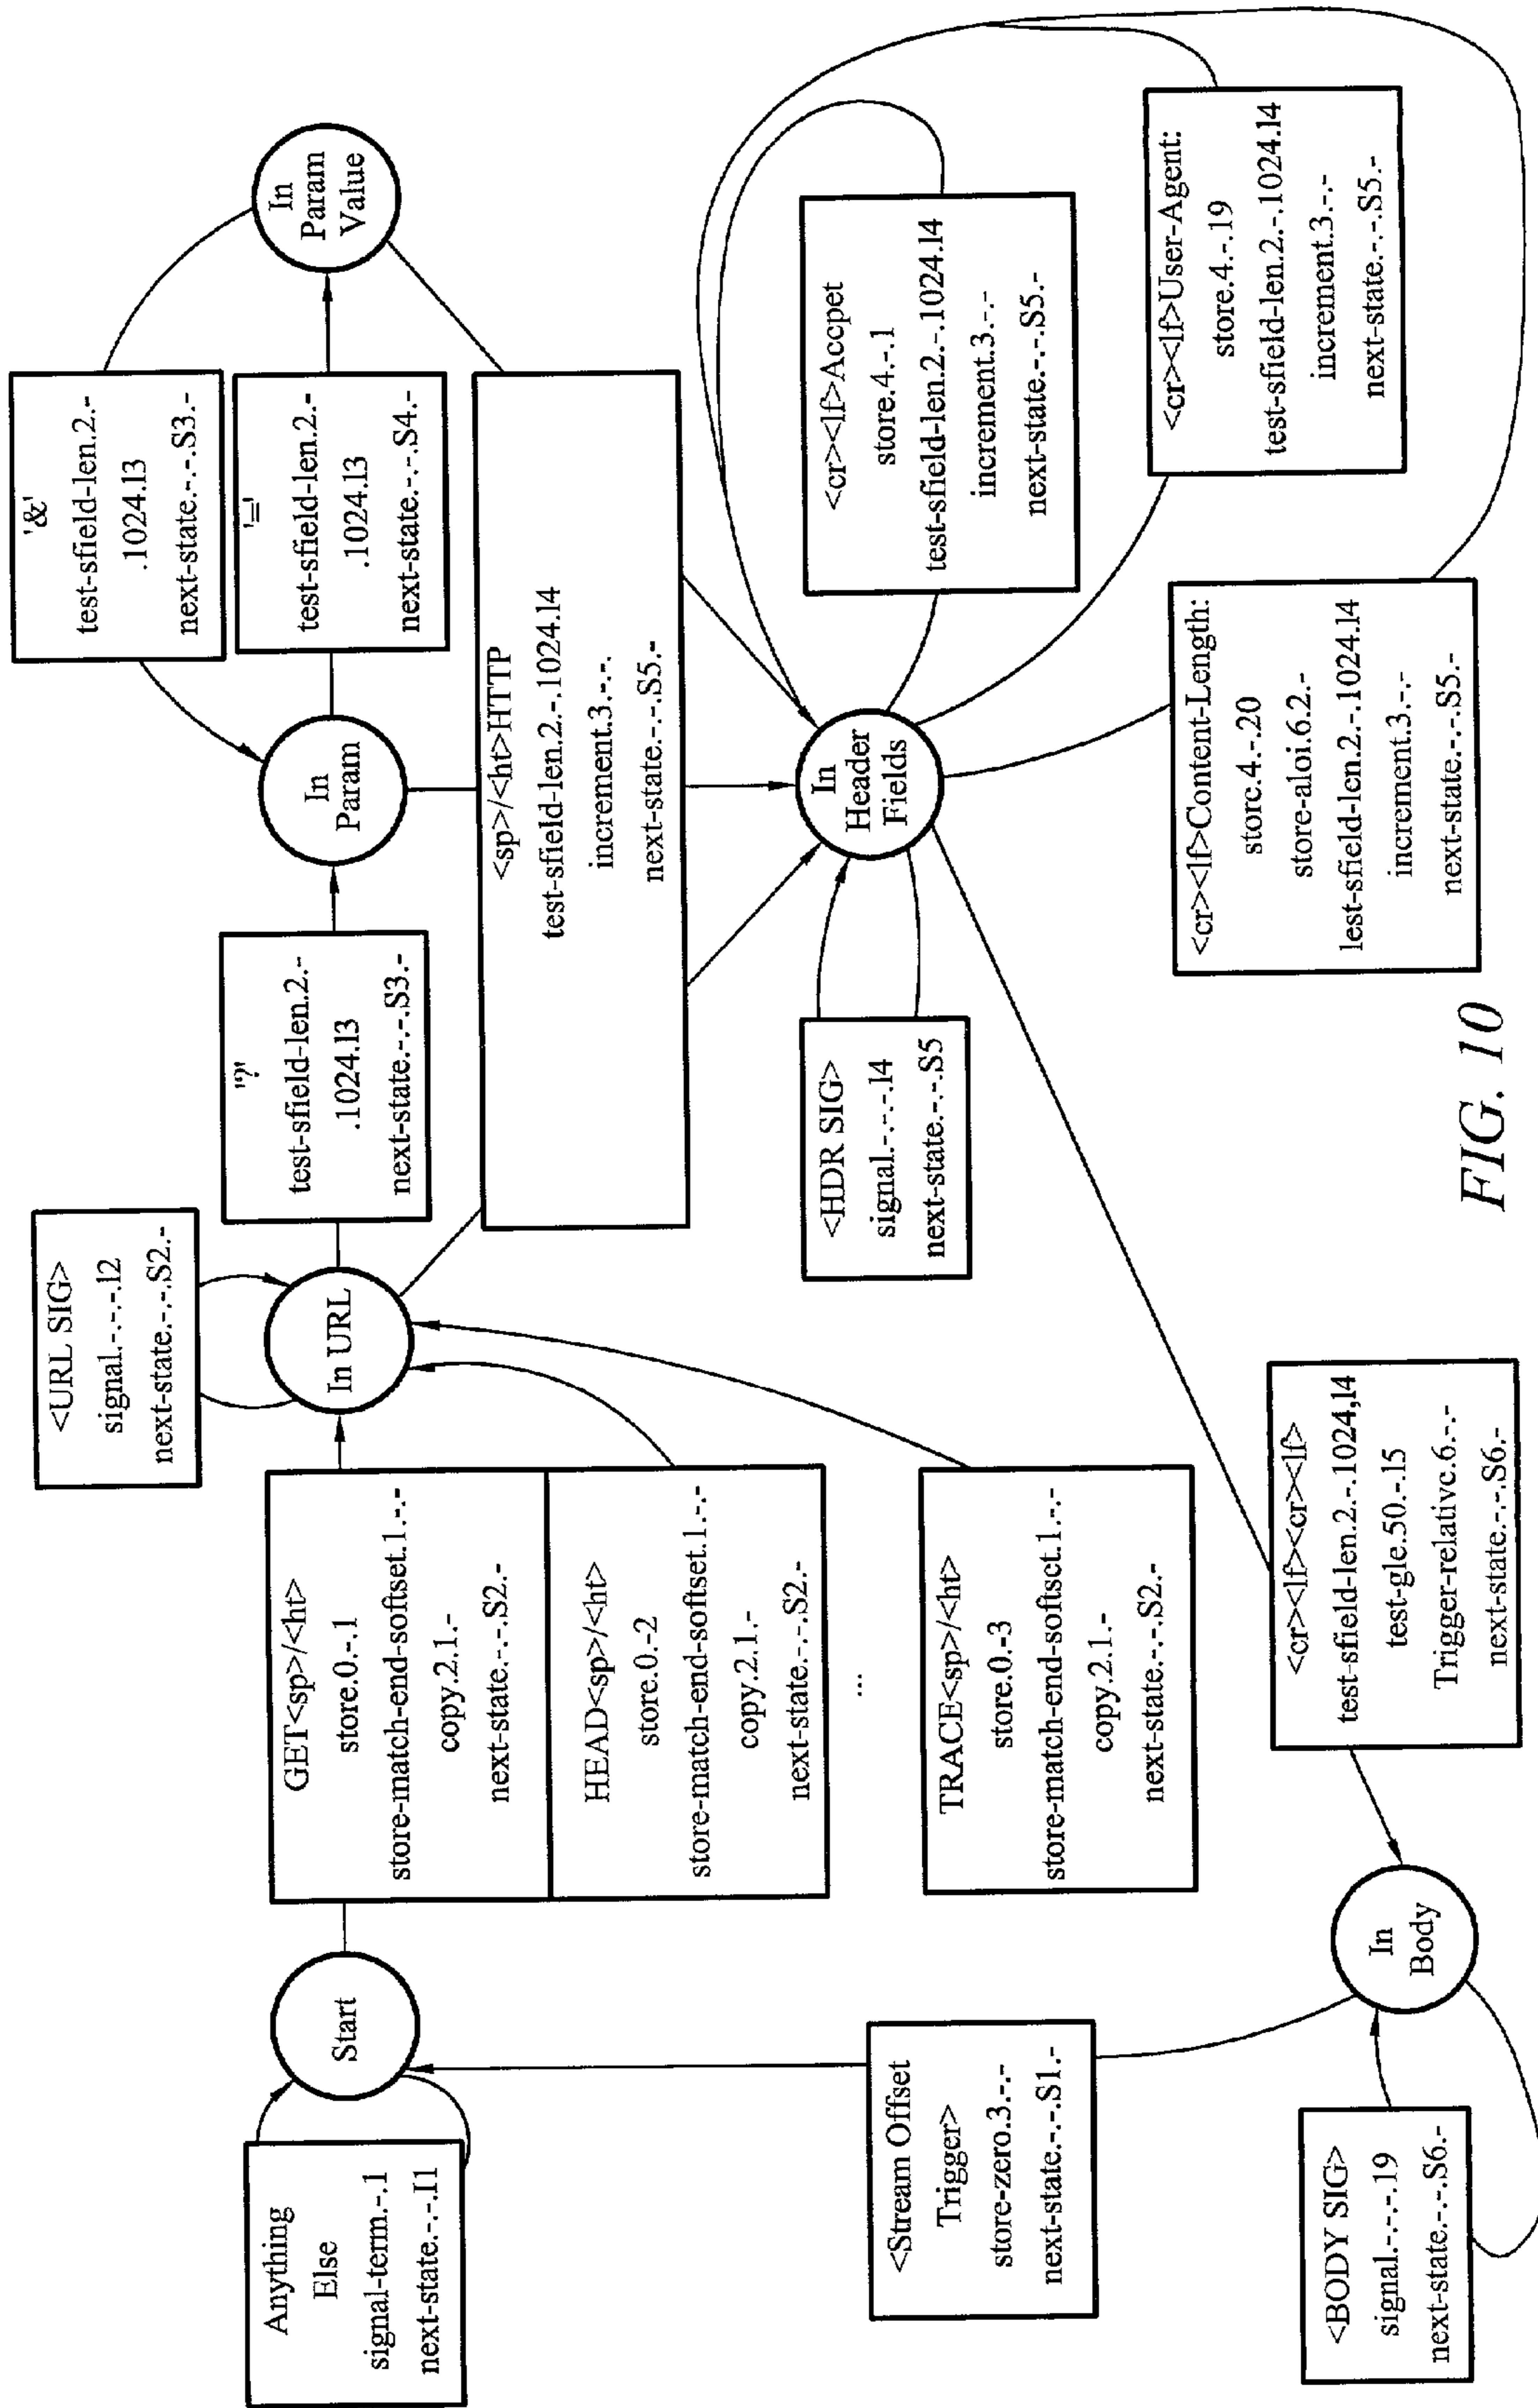 Anything
Else
signal-term.-.1
next-state.-.-.I1
Start
GET<sp>/<ht>
store.0.-.1
store-match-end-softset.1.-.-
copy.2.1.-
next-state.-.-.S2.-
HEAD<sp>/<ht>
store.0.-2
store-match-end-softset.1.-.-
copy.2.1.-
next-state.-.-.S2.-
...
TRACE<sp>/<ht>
store.0.-3
store-match-end-softset.1.-.-
copy.2.1.-
next-state.-.-.S2.-
<URL SIG>
signal.-.-.-.12
next-state.-.-.S2.-
In URL
'?'
test-sfield-len.2.-
.1024.13
next-state.-.-.S3.-
In
Param
'&'
test-sfield-len.2.-
.1024.13
next-state.-.-.S3.-
'='
test-sfield-len.2.-
.1024.13
next-state.-.-.S4.-
In
Param
Value
<sp>/<ht>HTTP
test-sfield-len.2.-.1024.14
increment.3.-.-.
next-state.-.-.S5.-
<HDR SIG>
signal.-.-.-.14
next-state.-.-.S5
In
Header
Fields
<cr><lf>Accpet
store.4.-.1
test-sfield-len.2.-.1024.14
increment.3.-.-
next-state.-.-.S5.-
<cr><lf>User-Agent:
store.4.-.19
test-sfield-len.2.-.1024.14
increment.3.-.-
next-state.-.-.S5.-
<cr><lf>Content-Length:
store.4.-.20
store-aloi.6.2.-
test-sfield-len.2.-.1024.14
increment.3.-.-
next-state.-.-.S5.-
<Stream Offset
Trigger>
store-zero.3.-.-
next-state.-.-.S1.-
<BODY SIG>
signal.-.-.-.19
next-state.-.-.S6.-
In
Body
<cr><lf><cr><lf>
test-sfield-len.2.-.1024,14
test-gle.50.-.15
Trigger-relative.6.-.-
next-state.-.-.S6.-
FIG. 10